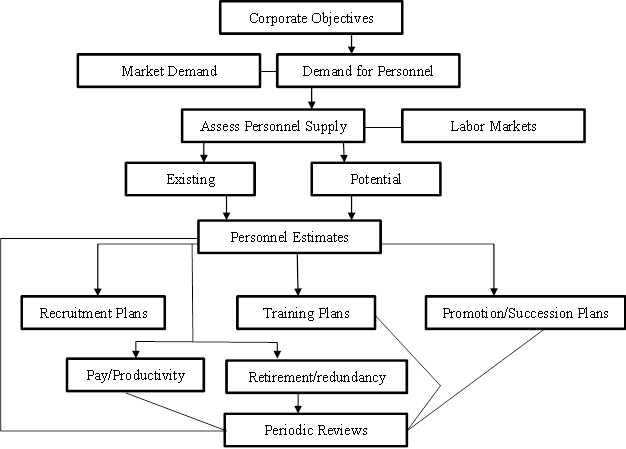 Corporate Objectives
Market Demand
Demand for Personnel
Assess Personnel Supply
Labor Markets
Existing
Potential
Personnel Estimates
Recruitment Plans
Training Plans
Promotion/Succession Plans
Pay/Productivity
Retirement/redundancy
Periodic Reviews